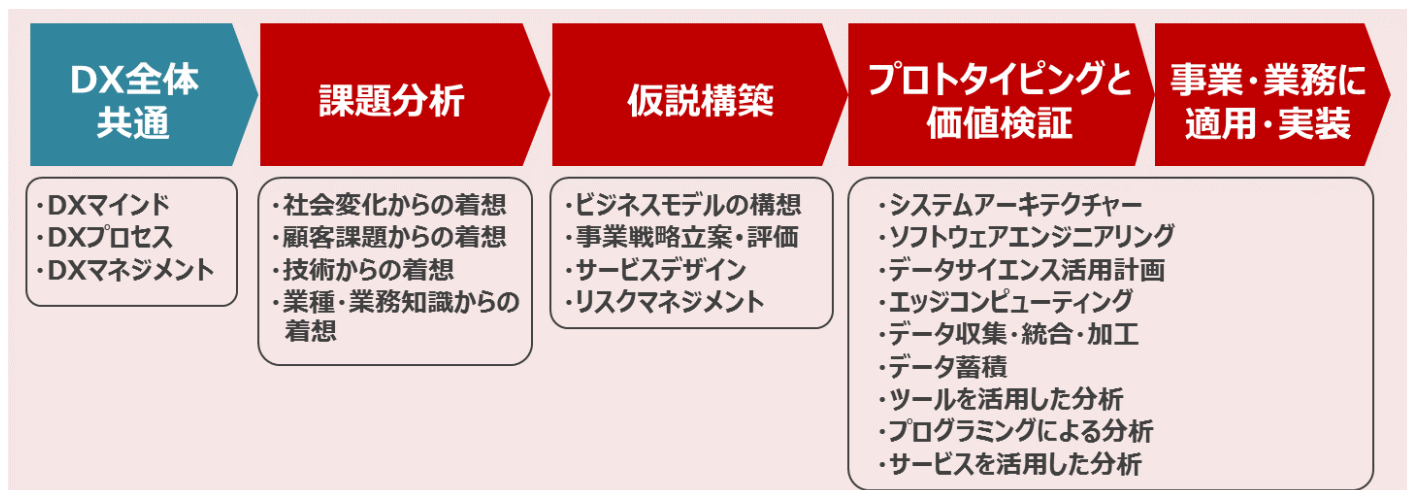 DX全体
共通
課題分析
仮説構築
プロトタイピングと
価値検証
事業・業務に
適用・実装
・DXマインド
・DXプロセス
・DXマネジメント
・社会変化からの着想
・顧客課題からの着想
・技術からの着想
・業種・業務知識からの
着想
・ビジネスモデルの構想
・事業戦略立案・評価
・サービスデザイン
・リスクマネジメント
・システムアーキテクチャー
・ソフトウェアエンジニアリング
・データサイエンス活用計画
・エッジコンピューティング
・データ収集・統合・加工
・データ蓄積
・ツールを活用した分析
・プログラミングによる分析
・サービスを活用した分析